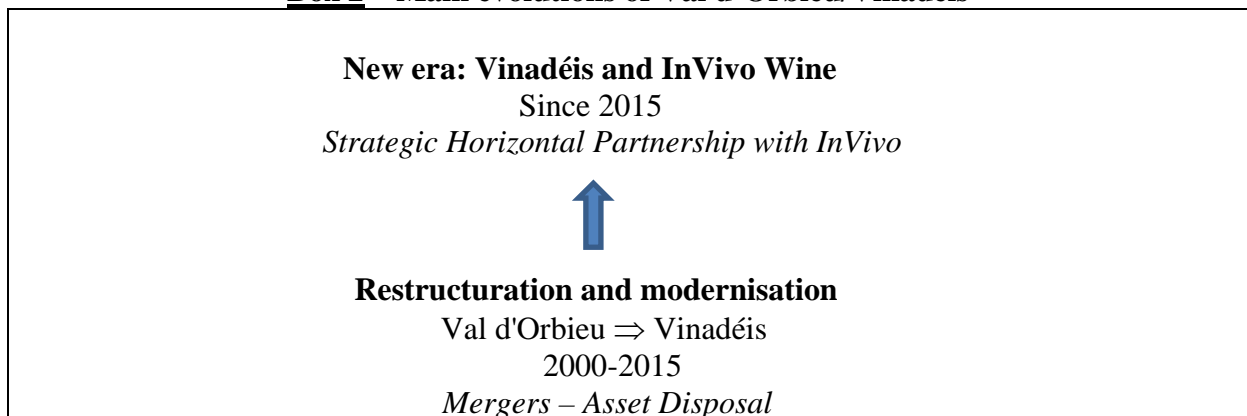 New era: Vinadéis and InVivo Wine
Since 2015
Strategic Horizontal Partnership with InVivo
Restructuration and modernisation
Val d'Orbieu ⇒ Vinadéis
2000-2015
Mergers – Asset Disposal